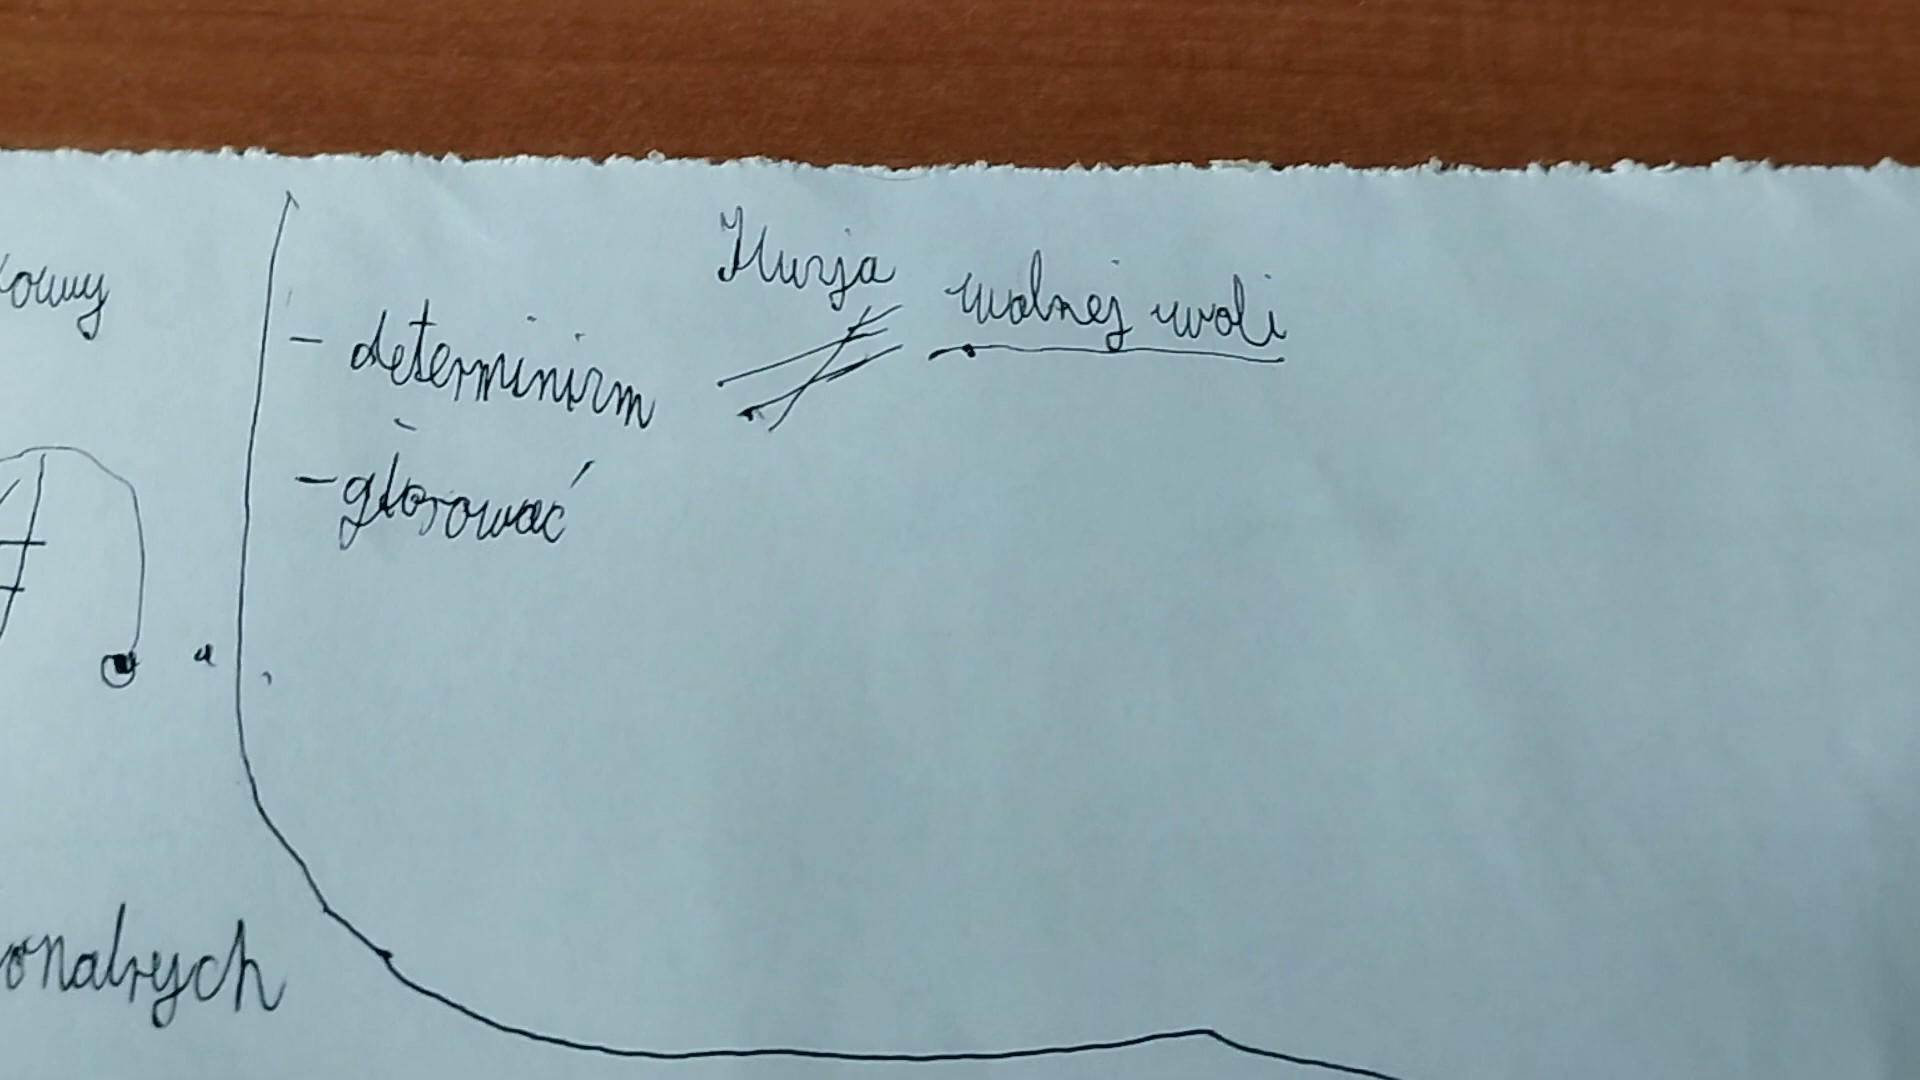 Iluzja wolnej woli
- determinizm
- głosować